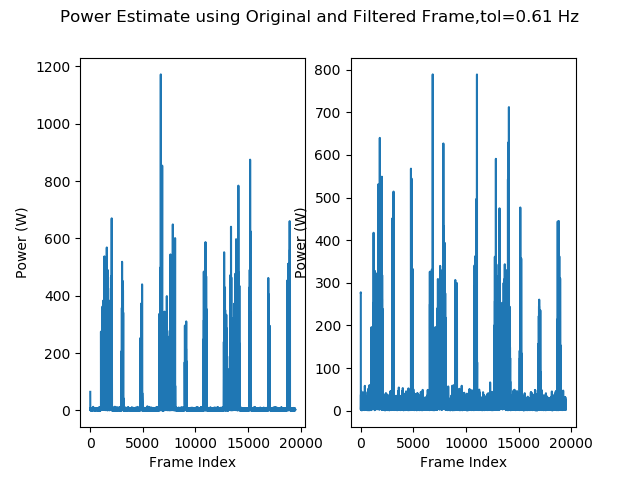 Power Estimate using Original and Filtered Frame,tol=0.61 Hz
1200
1000
800
600
400
200
0
Power (W)
0 5000 10000 15000 20000
Frame Index
800
700
600
500
400
300
200
100
0
Power (W)
0 5000 10000 15000 20000
Frame Index